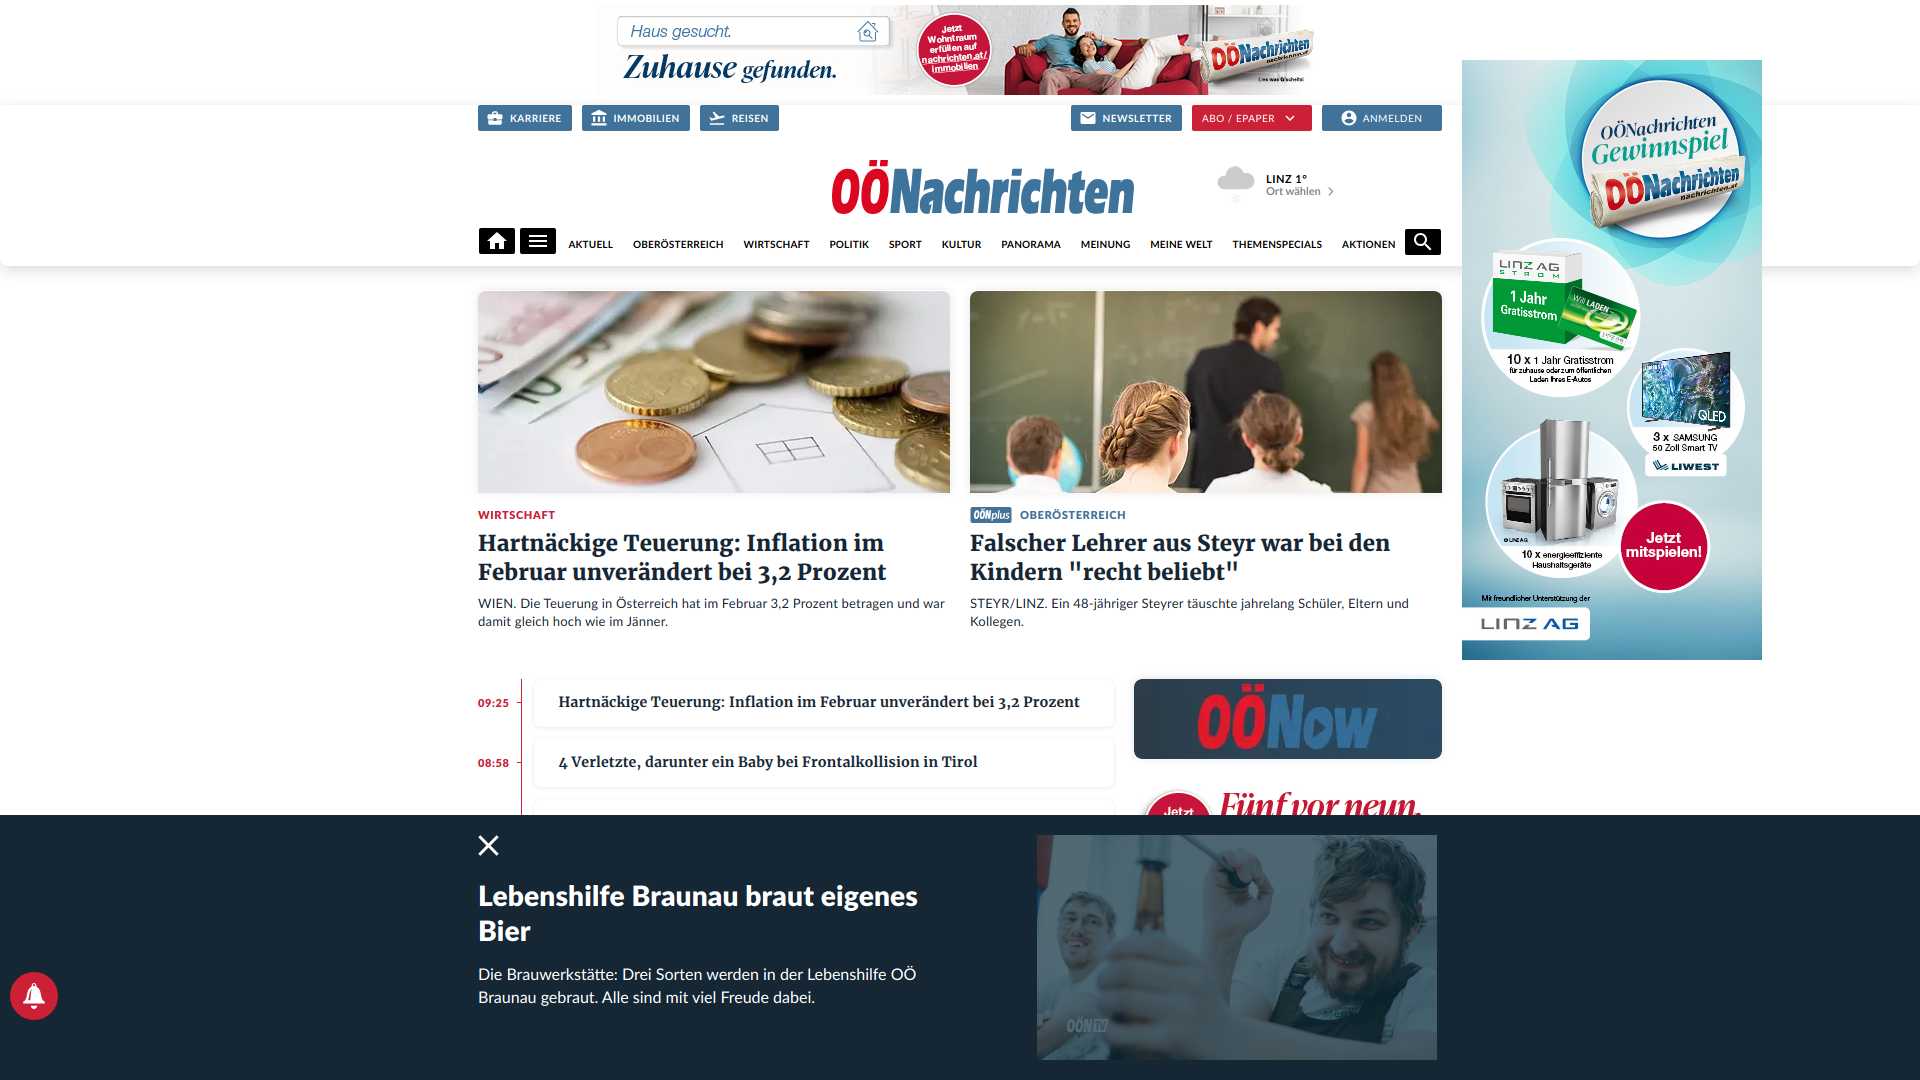 Haus gesucht.
Zuhause gefunden.
Jetzt
Wohntraum
erfüllen auf
nachrichten.at/
immobilien
OÖNachrichten
Lies was G'scheits!
KARRIERE
IMMOBILIEN
REISEN
NEWSLETTER
ABO / EPAPER
ANMELDEN
OÖNachrichten
LINZ 1°
Ort wählen
AKTUELL
OBERÖSTERREICH
WIRTSCHAFT
POLITIK
SPORT
KULTUR
PANORAMA
MEINUNG
MEINE WELT
THEMENSPECIALS
AKTIONEN
OÖNachrichten
Gewinnspiel
OÖNachrichten
nachrichten.at
LINZ AG
STROM
1 Jahr
Gratisstrom
Will LADEN
10 x 1 Jahr Gratisstrom
für zuhause oder zum öffentlichen
Laden Ihres E-Autos
QLED
3 x SAMSUNG
50 Zoll Smart TV
LIWEST
© LINZ AG
10 x energieeffiziente
Haushaltsgeräte
Jetzt
mitspielen!
Mit freundlicher Unterstützung der
LINZ AG
WIRTSCHAFT
Hartnäckige Teuerung: Inflation im
Februar unverändert bei 3,2 Prozent
WIEN. Die Teuerung in Österreich hat im Februar 3,2 Prozent betragen und war
damit gleich hoch wie im Jänner.
OÖNplus OBERÖSTERREICH
Falscher Lehrer aus Steyr war bei den
Kindern "recht beliebt"
STEYR/LINZ. Ein 48-jähriger Steyrer täuschte jahrelang Schüler, Eltern und
Kollegen.
09:25 Hartnäckige Teuerung: Inflation im Februar unverändert bei 3,2 Prozent
08:58 4 Verletzte, darunter ein Baby bei Frontalkollision in Tirol
OÖNow
Jetzt
Fünf vor neun.
Lebenshilfe Braunau braut eigenes
Bier
Die Brauwerkstätte: Drei Sorten werden in der Lebenshilfe OÖ
Braunau gebraut. Alle sind mit viel Freude dabei.
OÖNTV